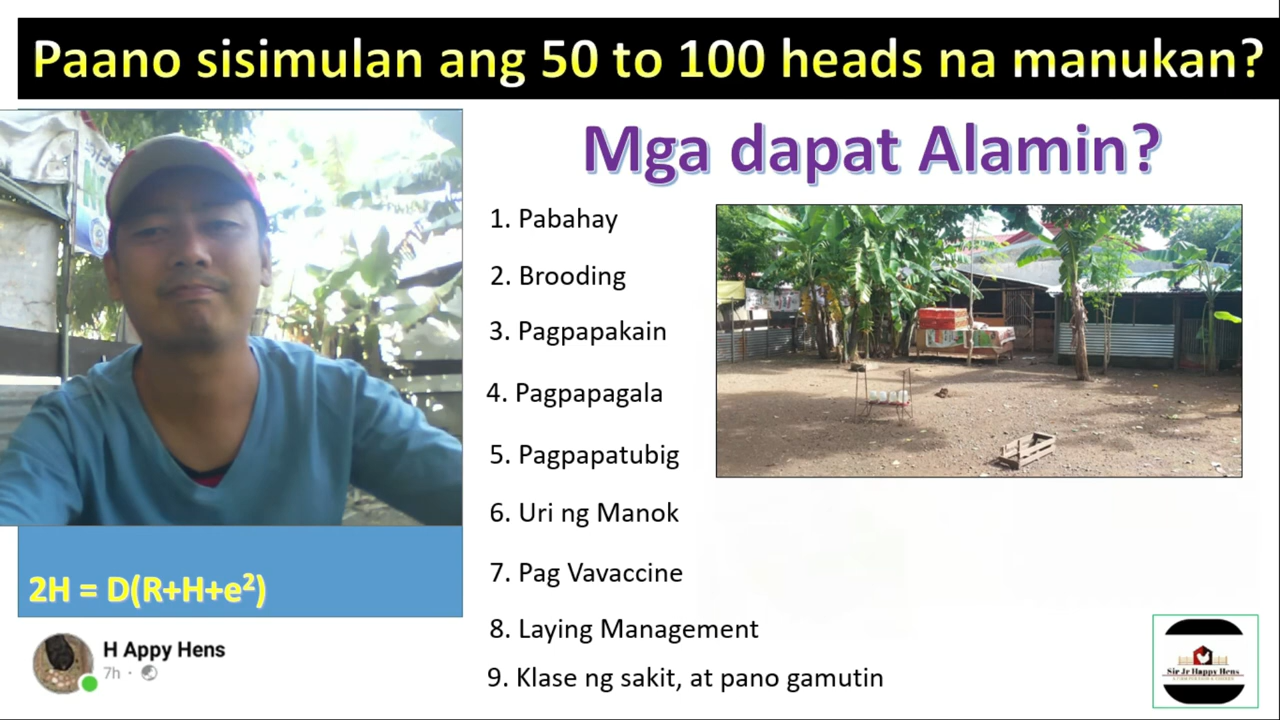 Paano sisimulan ang 50 to 100 heads na manukan?
Mga dapat Alamin?
1. Pabahay
2. Brooding
3. Pagpapakain
4. Pagpapagala
5. Pagpapatubig
6. Uri ng Manok
7. Pag Vavaccine
8. Laying Management
9. Klase ng sakit, at pano gamutin
2H = D(R+H+e²)
H Appy Hens
7h ·
Sir Jr Happy Hens